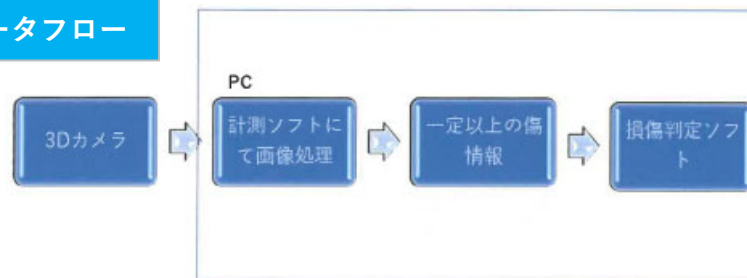 ータフロー
PC
3Dカメラ
計測ソフトに
て画像処理
一定以上の傷
情報
損傷判定ソフ
ト